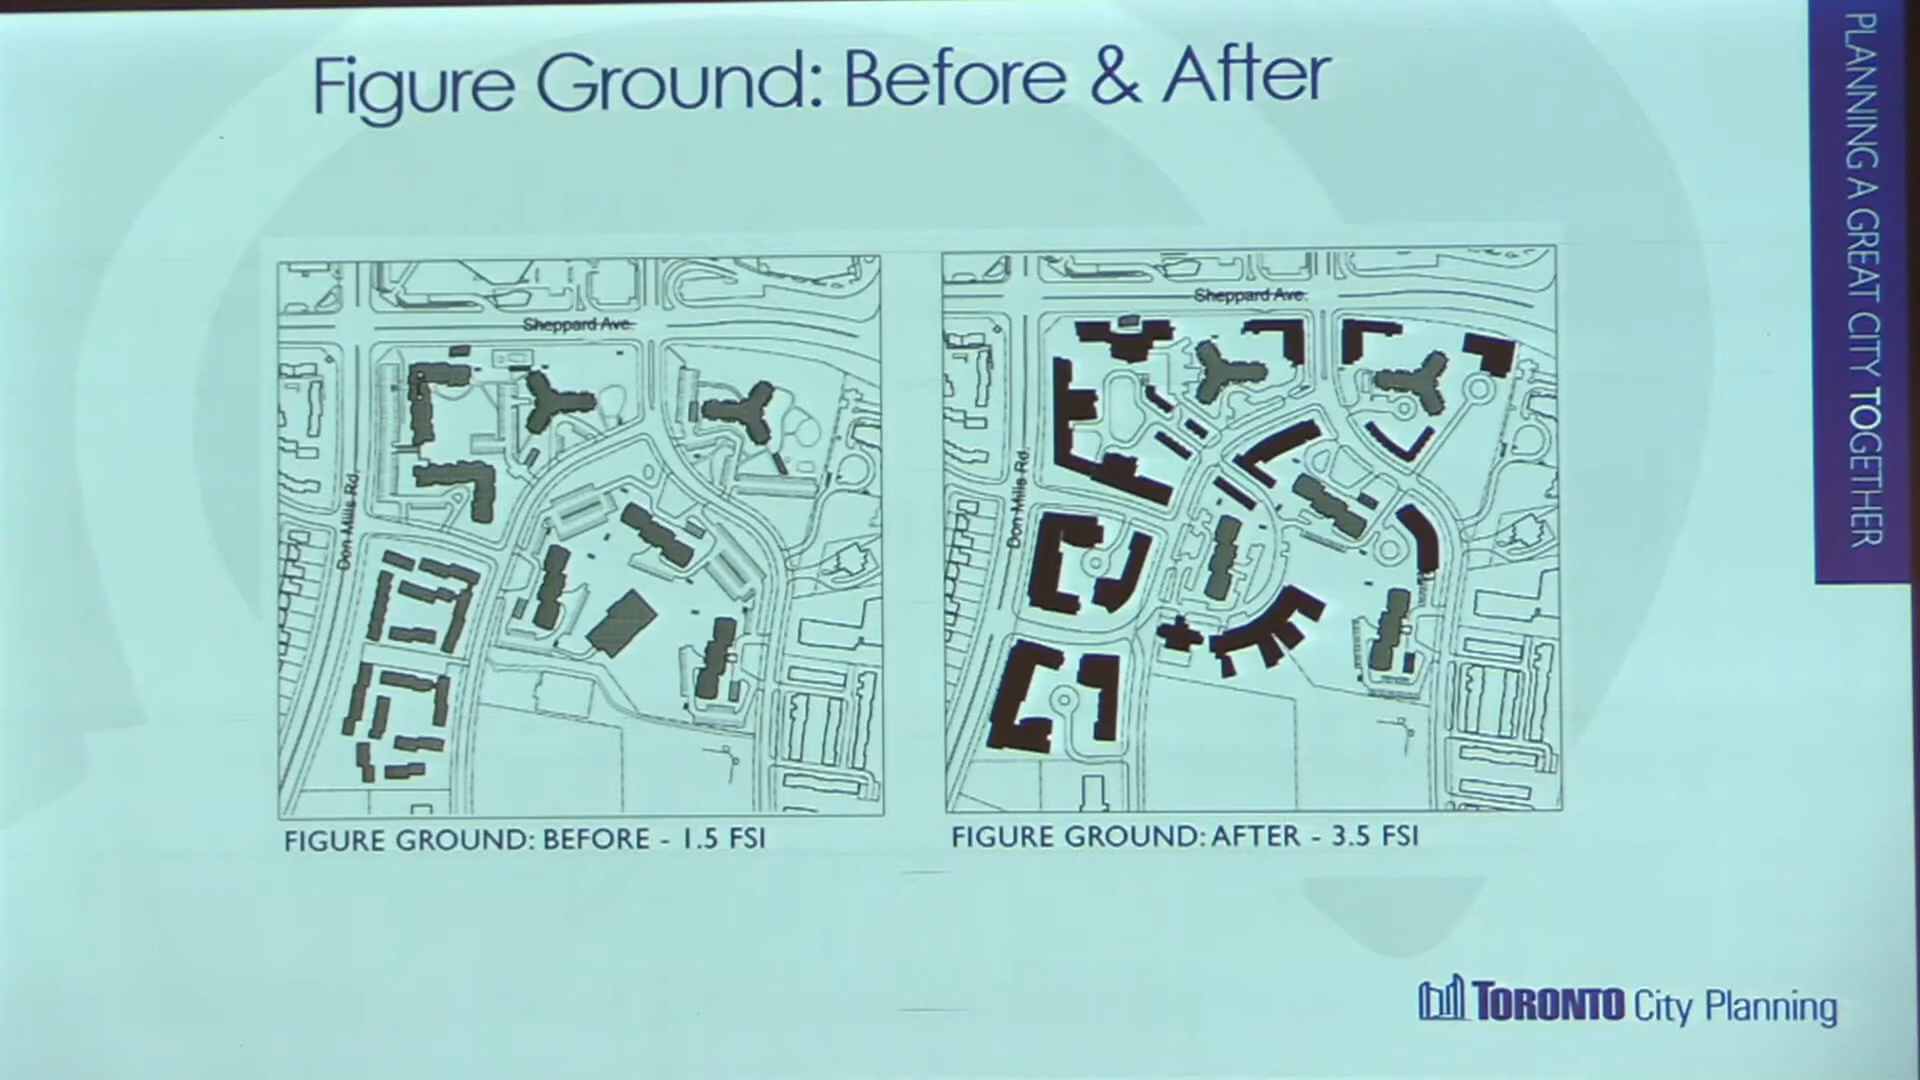 Figure Ground: Before & After
PLANNING A GREAT CITY TOGETHER
Sheppard Ave.
Don Mills Rd.
Sheppard Ave.
Don Mills Rd.
FIGURE GROUND: BEFORE - 1.5 FSI
FIGURE GROUND: AFTER - 3.5 FSI
TORONTO City Planning